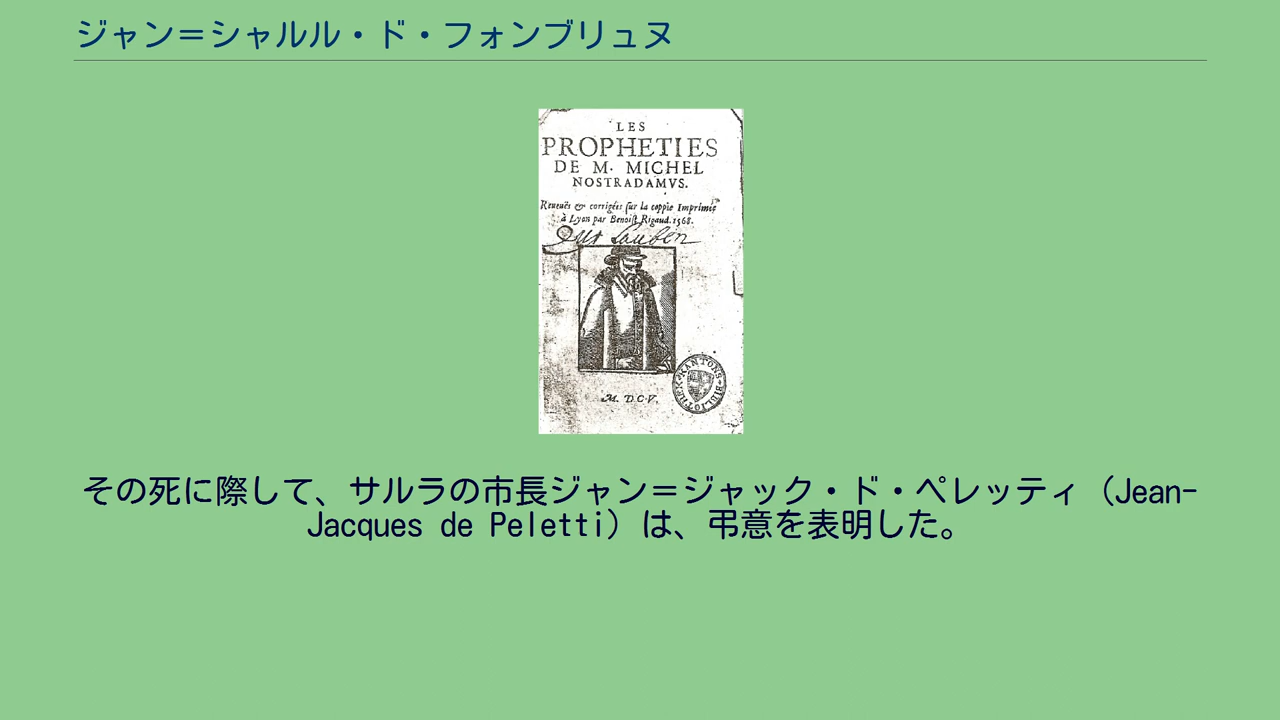 ジャン＝シャルル・ド・フォンブリュヌ
LES
PROPHETIES
DE M. MICHEL
NOSTRADAMVS.
Reueuës & corrigées sur la coppie Imprimée
à Lyon par Benoist Rigaud. 1568.
M. D.C.V.
その死に際して、サルラの市長ジャン＝ジャック・ド・ペレッティ（Jean-
Jacques de Peletti）は、弔意を表明した。